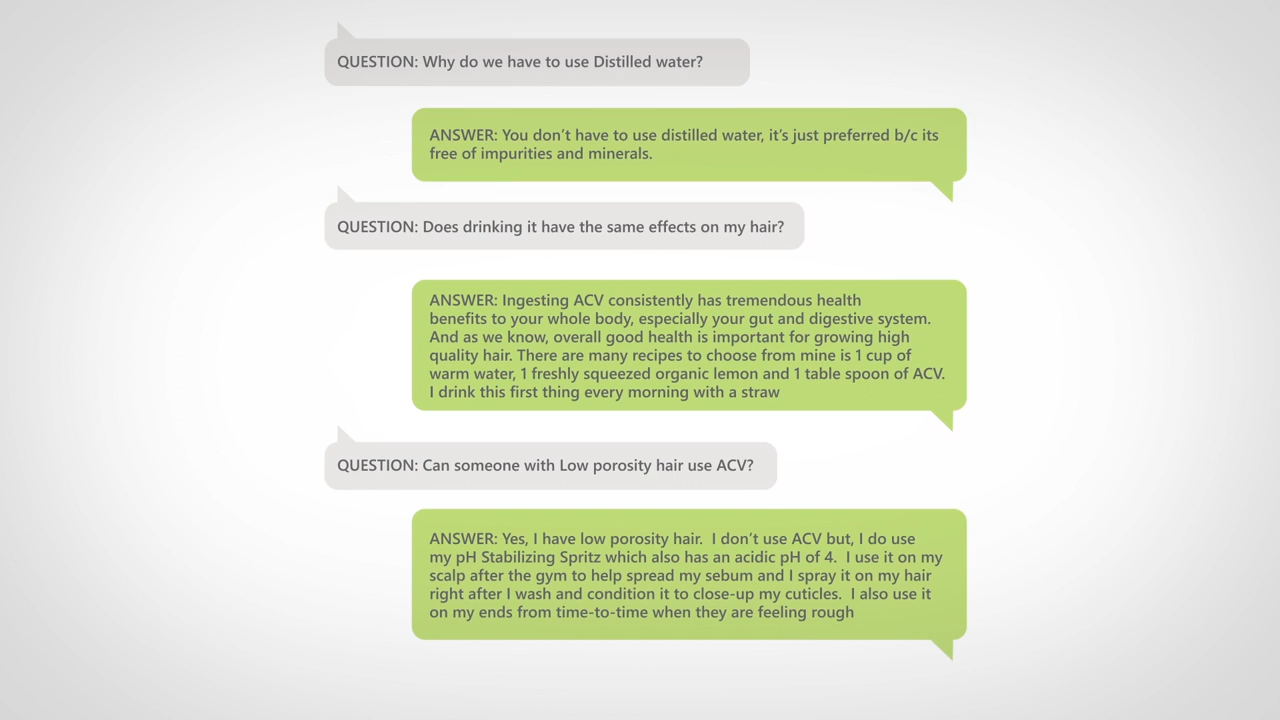 QUESTION: Why do we have to use Distilled water?
ANSWER: You don’t have to use distilled water, it’s just preferred b/c its
free of impurities and minerals.
QUESTION: Does drinking it have the same effects on my hair?
ANSWER: Ingesting ACV consistently has tremendous health
benefits to your whole body, especially your gut and digestive system.
And as we know, overall good health is important for growing high
quality hair. There are many recipes to choose from mine is 1 cup of
warm water, 1 freshly squeezed organic lemon and 1 table spoon of ACV.
I drink this first thing every morning with a straw
QUESTION: Can someone with Low porosity hair use ACV?
ANSWER: Yes, I have low porosity hair.  I don’t use ACV but, I do use
my pH Stabilizing Spritz which also has an acidic pH of 4.  I use it on my
scalp after the gym to help spread my sebum and I spray it on my hair
right after I wash and condition it to close-up my cuticles.  I also use it
on my ends from time-to-time when they are feeling rough